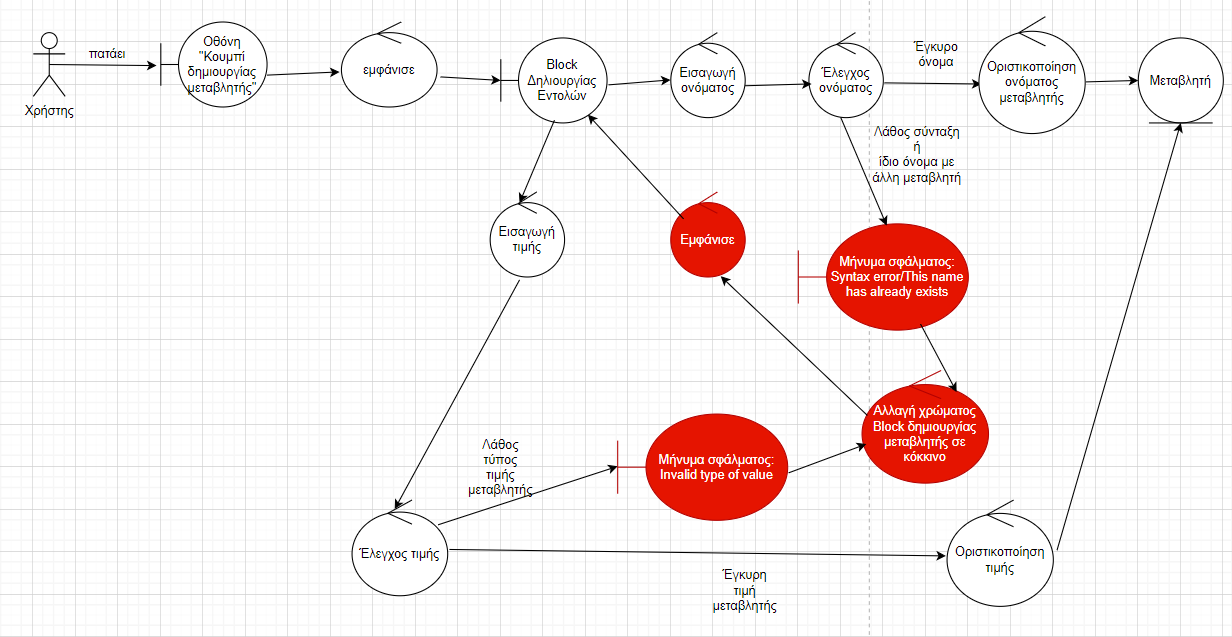 Χρήστης
πατάει
Οθόνη
"Κουμπί
δημιουργίας
μεταβλητής"
εμφάνισε
Block
Δηλιουργίας
Εντολών
Εισαγωγή
ονόματος
Έλεγχος
ονόματος
Έγκυρο
όνομα
Οριστικοποίηση
ονόματος
μεταβλητής
Μεταβλητή
Λάθος σύνταξη
ή
ίδιο όνομα με
άλλη μεταβλητή
Εισαγωγή
τιμής
Εμφάνισε
Μήνυμα σφάλματος:
Syntax error/This name
has already exists
Αλλαγή χρώματος
Block δημιουργίας
μεταβλητής σε
κόκκινο
Λάθος
τύπος
τιμής
μεταβλητής
Μήνυμα σφάλματος:
Invalid type of value
Έλεγχος τιμής
Έγκυρη
τιμή
μεταβλητής
Οριστικοποίηση
τιμής